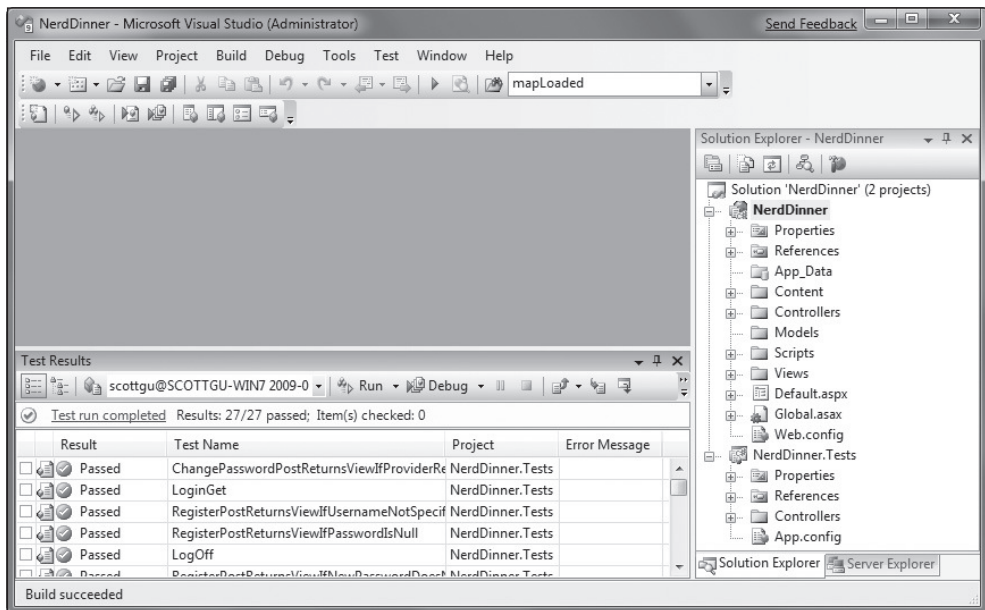 NerdDinner - Microsoft Visual Studio (Administrator)
Send Feedback
File Edit View Project Build Debug Tools Test Window Help
mapLoaded
Solution Explorer - NerdDinner
Solution 'NerdDinner' (2 projects)
NerdDinner
Properties
References
App_Data
Content
Controllers
Models
Scripts
Views
Default.aspx
Global.asax
Web.config
NerdDinner.Tests
Properties
References
Controllers
App.config
Solution Explorer Server Explorer
Test Results
scottgu@SCOTTGU-WIN7 2009-0 Run Debug
Test run completed Results: 27/27 passed; Item(s) checked: 0
Result Test Name Project Error Message
Passed ChangePasswordPostReturnsViewIfProviderRe NerdDinner.Tests
Passed LoginGet NerdDinner.Tests
Passed RegisterPostReturnsViewIfUsernameNotSpecif NerdDinner.Tests
Passed RegisterPostReturnsViewIfPasswordIsNull NerdDinner.Tests
Passed LogOff NerdDinner.Tests
Passed NerdDinner.Tests
Build succeeded